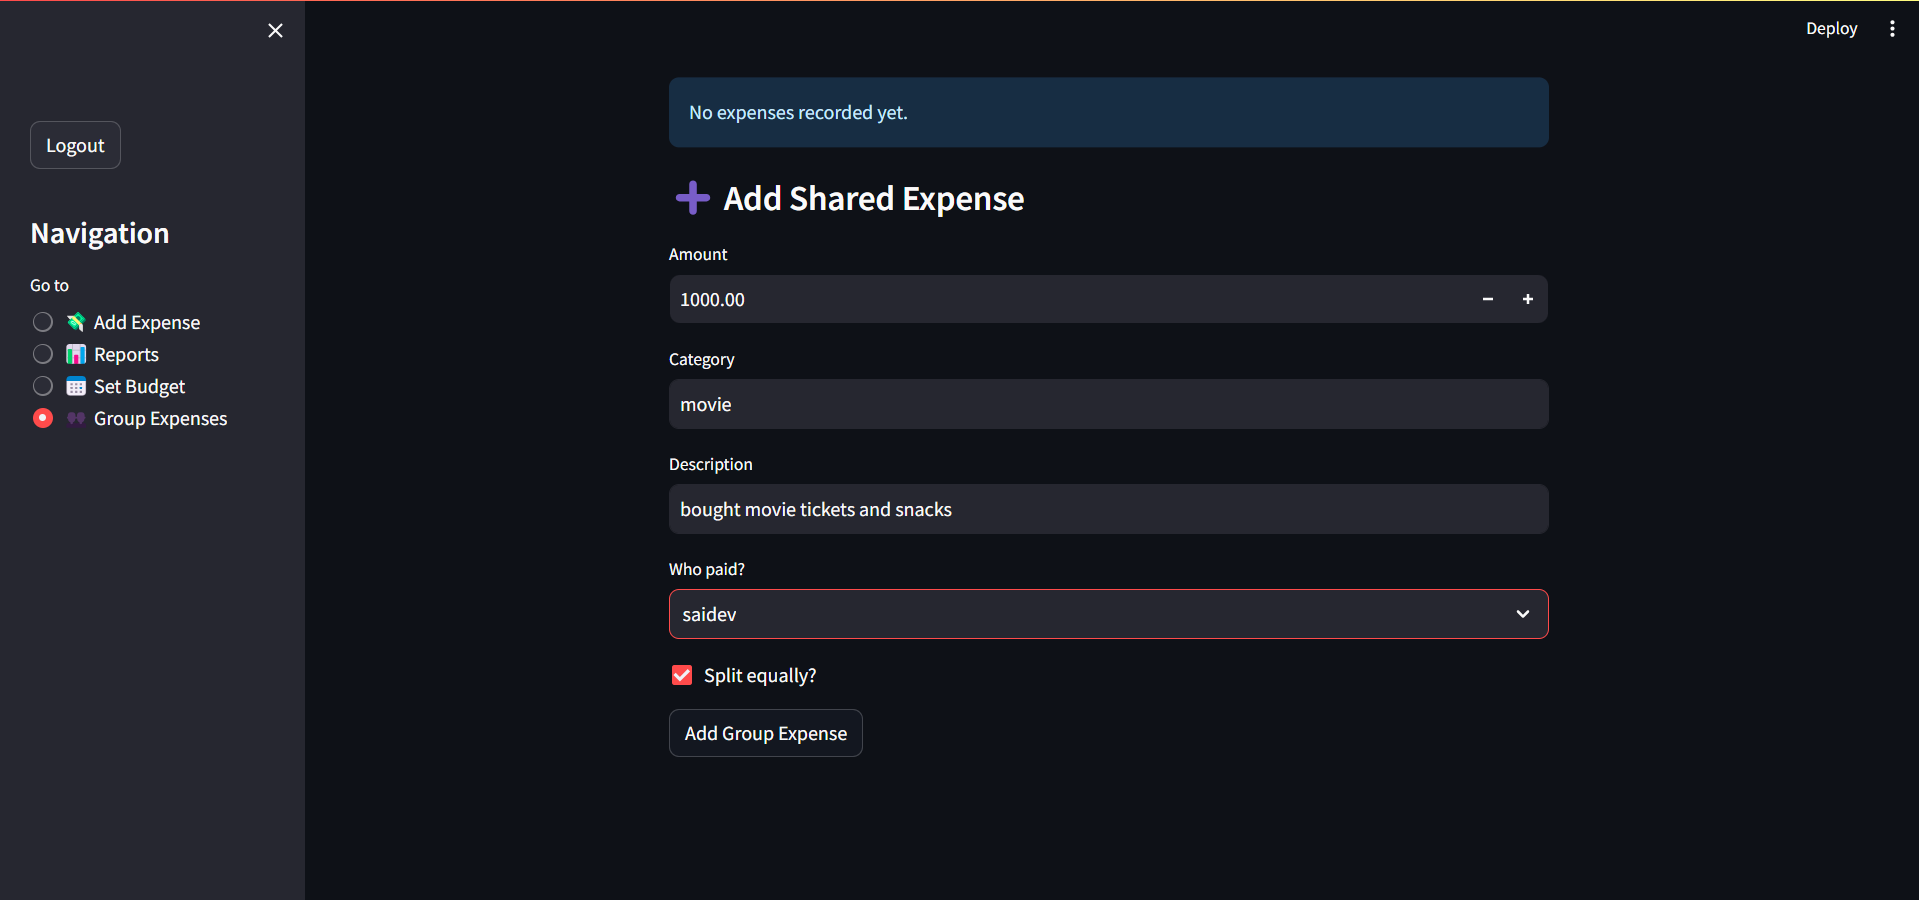 Deploy
Logout
Navigation
Go to
Add Expense
Reports
Set Budget
Group Expenses
No expenses recorded yet.
Add Shared Expense
Amount
1000.00
Category
movie
Description
bought movie tickets and snacks
Who paid?
saidev
Split equally?
Add Group Expense